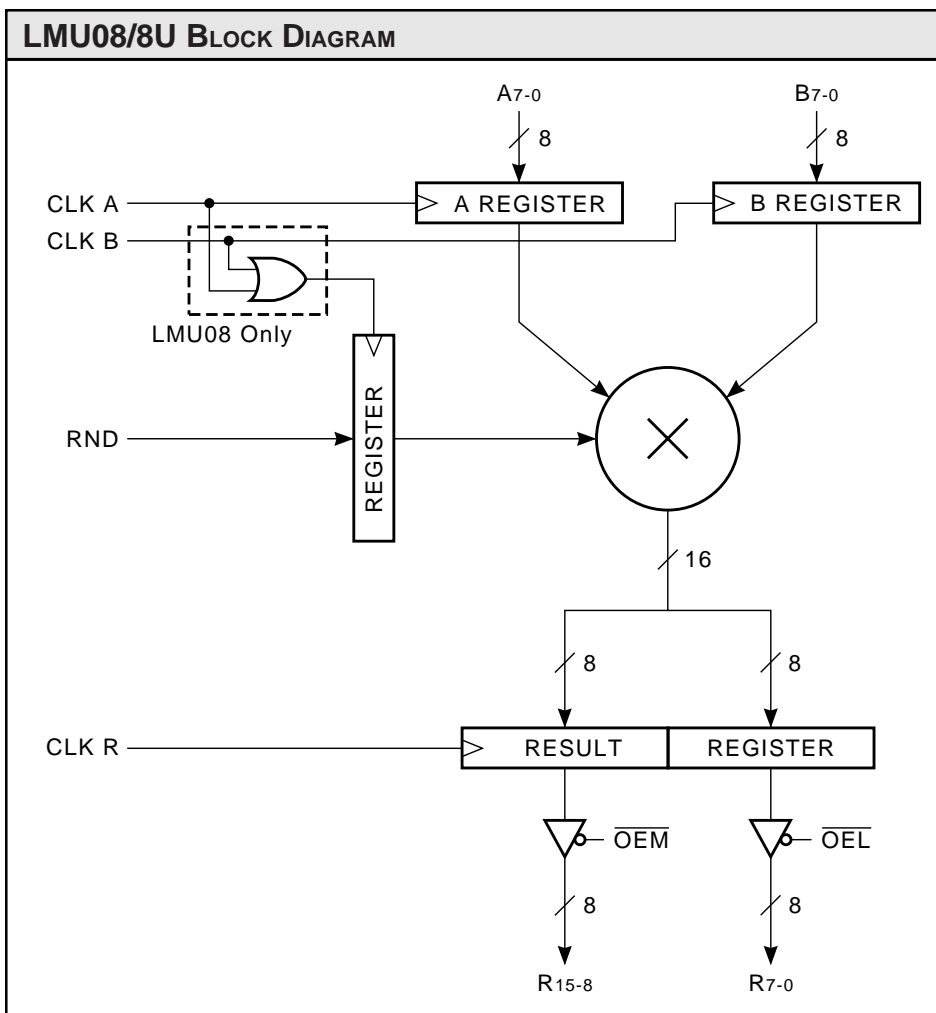 LMU08/8U BLOCK DIAGRAM
A7-0
B7-0
8
8
CLK A
A REGISTER
B REGISTER
CLK B
LMU08 Only
REGISTER
RND
16
8
8
CLK R
RESULT
REGISTER
OEM
OEL
8
8
R15-8
R7-0